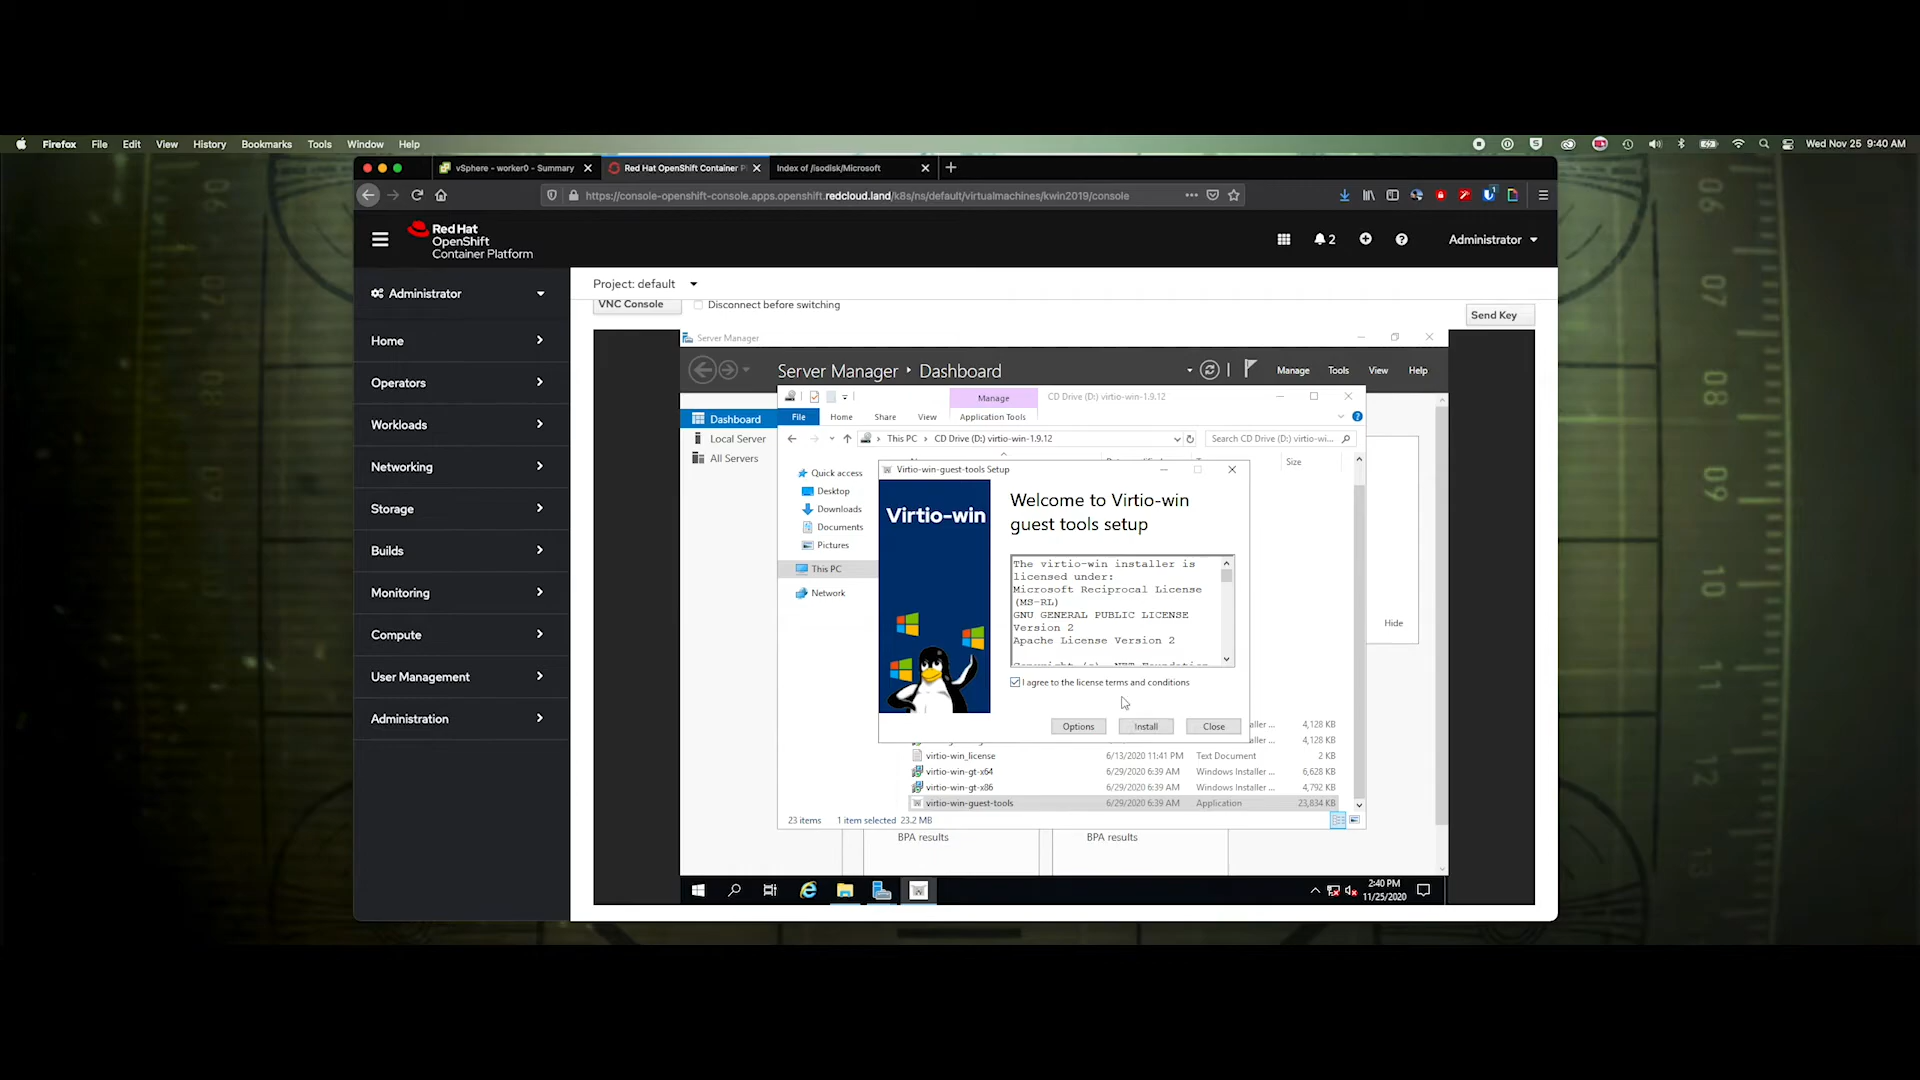 Firefox File Edit View History Bookmarks Tools Window Help
Wed Nov 25 9:40 AM
vSphere - worker0 - Summary
Red Hat OpenShift Container P
Index of /isodisk/Microsoft
https://console-openshift-console.apps.openshift.redcloud.land/k8s/ns/default/virtualmachines/kwin2019/console
Red Hat
OpenShift
Container Platform
2
Administrator
Administrator
Home
Operators
Workloads
Networking
Storage
Builds
Monitoring
Compute
User Management
Administration
Project: default
VNC Console
Disconnect before switching
Send Key
Server Manager
Server Manager • Dashboard
Manage Tools View Help
Dashboard
Local Server
All Servers
Manage
CD Drive (D:) virtio-win-1.9.12
File Home Share View Application Tools
This PC › CD Drive (D:) virtio-win-1.9.12
Search CD Drive (D:) virtio-wi...
Size
Quick access
Desktop
Downloads
Documents
Pictures
This PC
Network
Virtio-win-guest-tools Setup
Virtio-win
Welcome to Virtio-win
guest tools setup
The virtio-win installer is
licensed under:
Microsoft Reciprocal License
(MS-RL)
GNU GENERAL PUBLIC LICENSE
Version 2
Apache License Version 2
I agree to the license terms and conditions
Options
Install
Close
Hide
aller ... 4,128 KB
aller ... 4,128 KB
virtio-win_license 6/13/2020 11:41 PM Text Document 2 KB
virtio-win-gt-x64 6/29/2020 6:39 AM Windows Installer ... 6,628 KB
virtio-win-gt-x86 6/29/2020 6:39 AM Windows Installer ... 4,792 KB
virtio-win-guest-tools 6/29/2020 6:39 AM Application 23,834 KB
23 items 1 item selected 23.2 MB
BPA results
BPA results
2:40 PM
11/25/2020
06
07
08
09
10
12
13